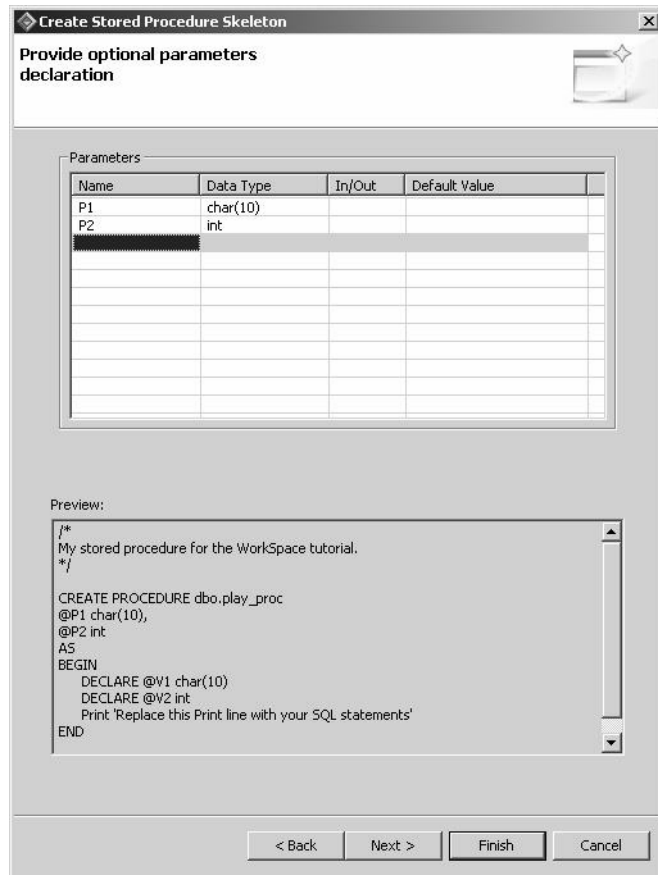 Create Stored Procedure Skeleton
Provide optional parameters
declaration
Parameters
Name Data Type In/Out Default Value
P1 char(10)
P2 int
Preview:
/*
My stored procedure for the WorkSpace tutorial.
*/
CREATE PROCEDURE dbo.play_proc
@P1 char(10),
@P2 int
AS
BEGIN
DECLARE @V1 char(10)
DECLARE @V2 int
Print 'Replace this Print line with your SQL statements'
END
< Back Next > Finish Cancel